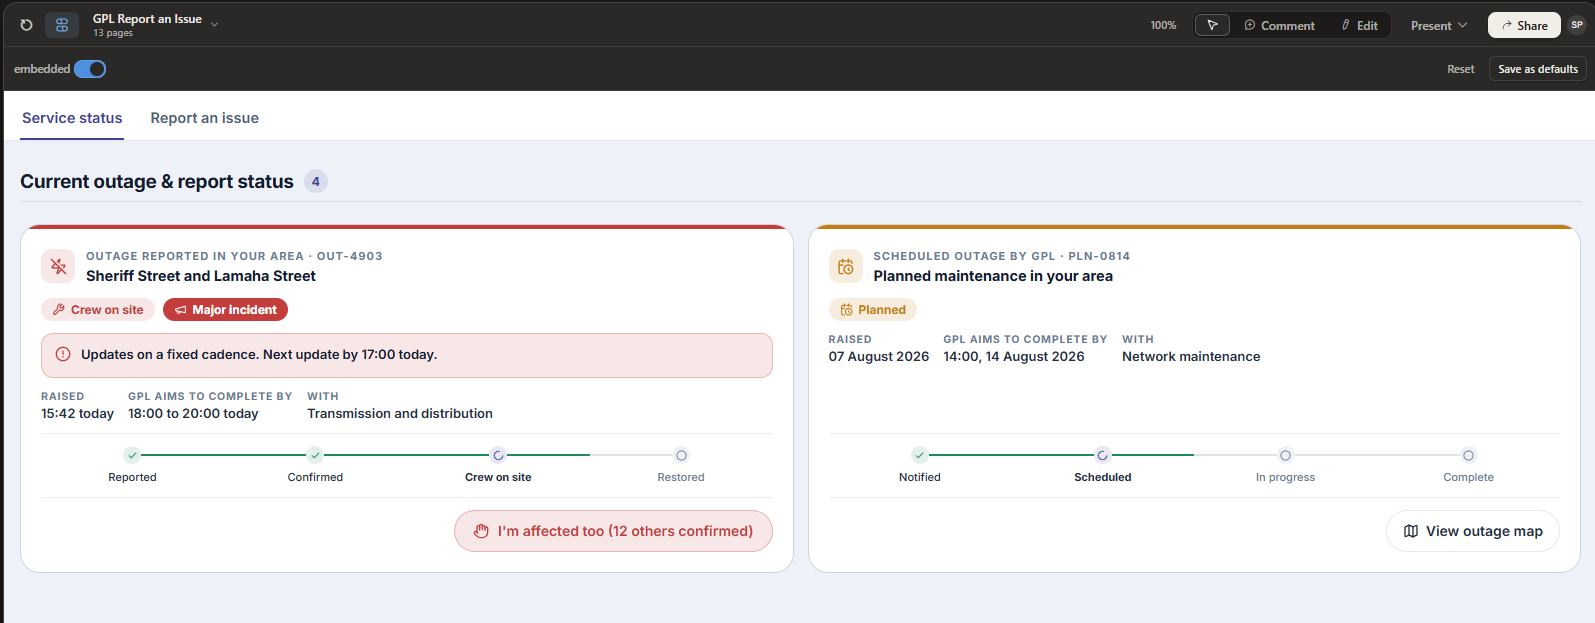 GPL Report an Issue
13 pages
100%
Comment
Edit
Present
Share
SP
embedded
Reset
Save as defaults
Service status
Report an issue
Current outage & report status 4
OUTAGE REPORTED IN YOUR AREA · OUT-4903
Sheriff Street and Lamaha Street
Crew on site
Major incident
Updates on a fixed cadence. Next update by 17:00 today.
RAISED GPL AIMS TO COMPLETE BY WITH
15:42 today 18:00 to 20:00 today Transmission and distribution
Reported Confirmed Crew on site Restored
I'm affected too (12 others confirmed)
SCHEDULED OUTAGE BY GPL · PLN-0814
Planned maintenance in your area
Planned
RAISED GPL AIMS TO COMPLETE BY WITH
07 August 2026 14:00, 14 August 2026 Network maintenance
Notified Scheduled In progress Complete
View outage map